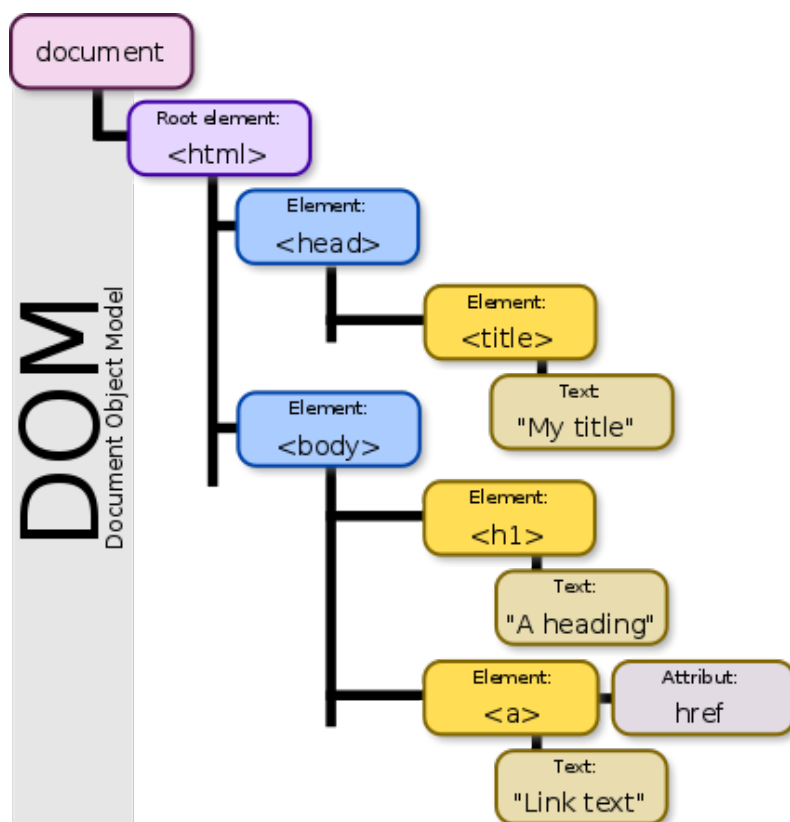 document
Root element:
<html>
Element:
<head>
Element:
<title>
Text
"My title"
Element:
<body>
Element:
<h1>
Text:
"A heading"
Element:
<a>
Attribut:
href
Text:
"Link text"
DOM
Document Object Model